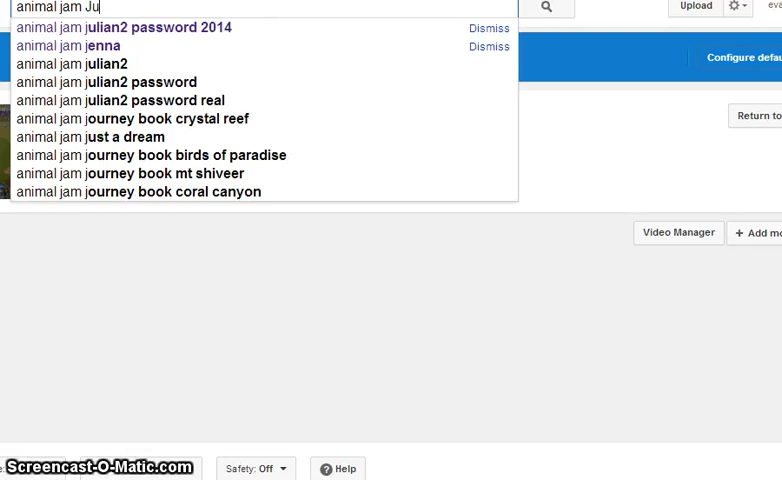 animal jam Ju
Upload
eva
animal jam julian2 password 2014 Dismiss
animal jam jenna Dismiss
animal jam julian2
animal jam julian2 password
animal jam julian2 password real
animal jam journey book crystal reef
animal jam just a dream
animal jam journey book birds of paradise
animal jam journey book mt shiveer
animal jam journey book coral canyon
Configure defau
Return to
Video Manager
+ Add mo
Screencast-O-Matic.com
Safety: Off
Help